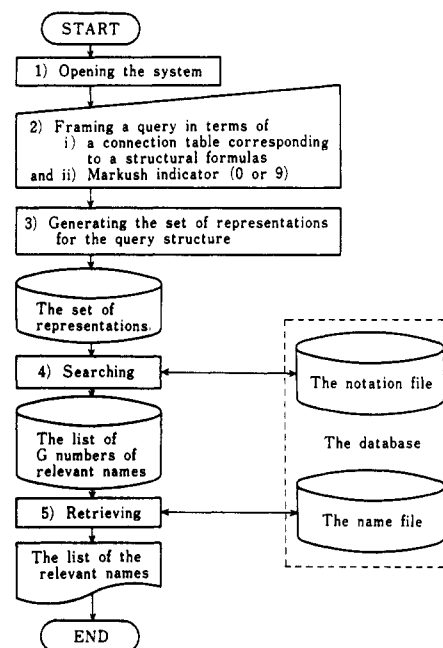 START
1) Opening the system
2) Framing a query in terms of
i) a connection table corresponding
to a structural formulas
and ii) Markush indicator (0 or 9)
3) Generating the set of representations
for the query structure
The set of
representations.
4) Searching
The notation file
The list of
G numbers of
relevant names
The database
5) Retrieving
The name file
The list of the
relevant names
END